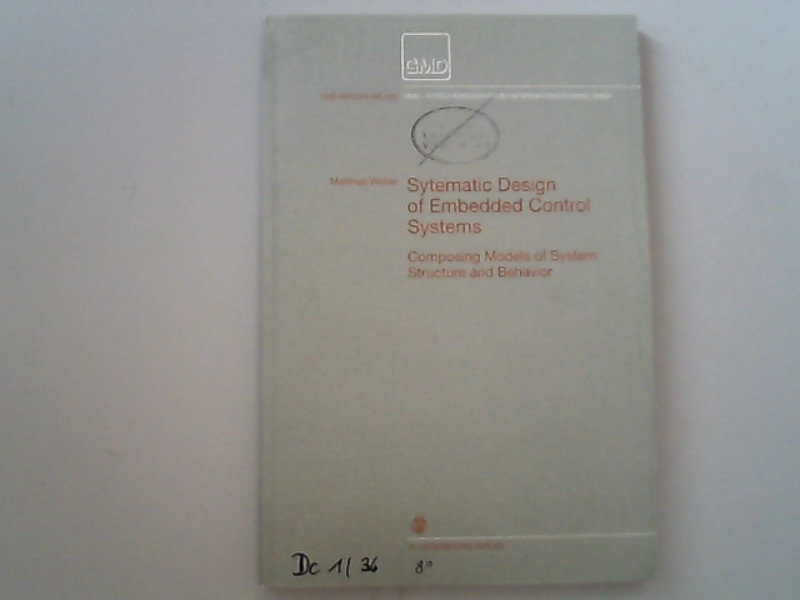 GMD
Matthias Weber
Sytematic Design
of Embedded Control
Systems
Composing Models of System
Structure and Behavior
Dc 1/36 8°